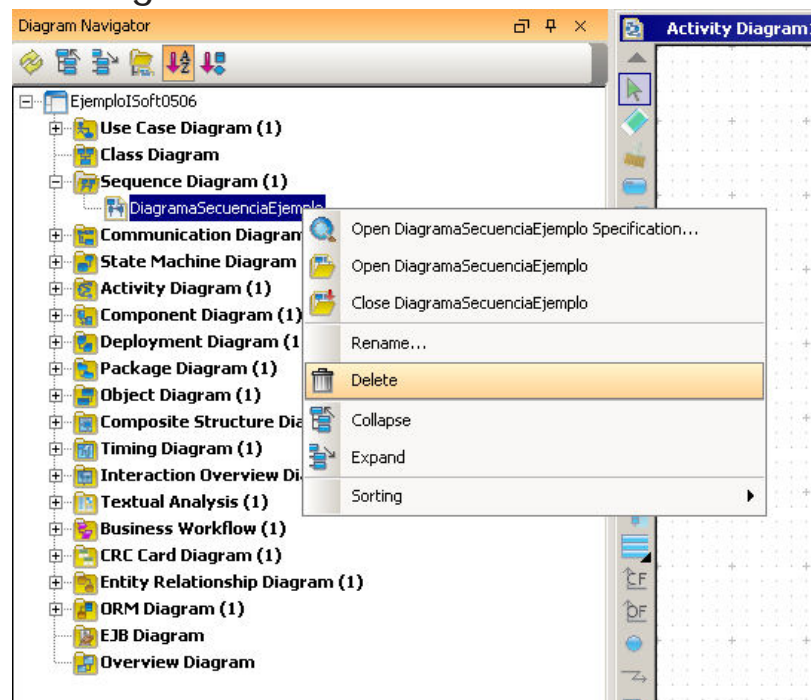 Diagram Navigator
Activity Diagram
EjemploISoft0506
Use Case Diagram (1)
Class Diagram
Sequence Diagram (1)
DiagramaSecuenciaEjemplo
Communication Diagram
State Machine Diagram
Activity Diagram (1)
Component Diagram (1)
Deployment Diagram (1
Package Diagram (1)
Object Diagram (1)
Composite Structure Dia
Timing Diagram (1)
Interaction Overview Di
Textual Analysis (1)
Business Workflow (1)
CRC Card Diagram (1)
Entity Relationship Diagram (1)
ORM Diagram (1)
EJB Diagram
Overview Diagram
Open DiagramaSecuenciaEjemplo Specification...
Open DiagramaSecuenciaEjemplo
Close DiagramaSecuenciaEjemplo
Rename...
Delete
Collapse
Expand
Sorting
CF
OF